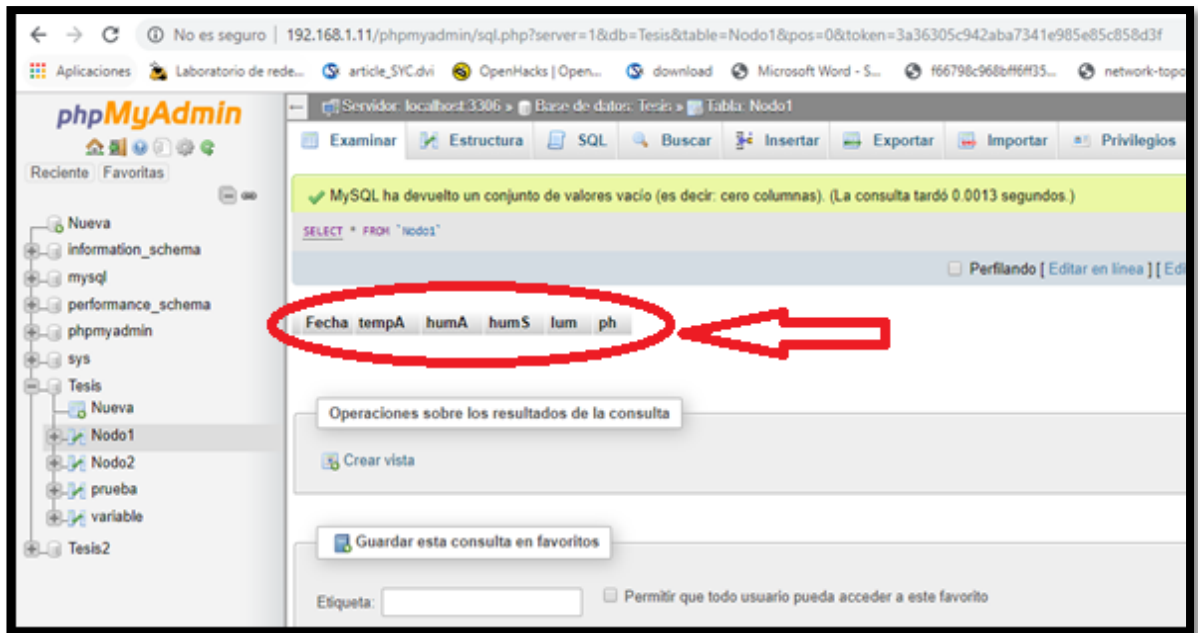 No es seguro | 192.168.1.11/phpmyadmin/sql.php?server=1&db=Tesis&table=Nodo1&pos=0&token=3a36305c942aba7341e985e85c858d3f
Aplicaciones Laboratorio de rede... article_SYC.dvi OpenHacks | Open... download Microsoft Word - S... f66798c968bff6ff35... network-topo
phpMyAdmin
Reciente Favoritas
Nueva
information_schema
mysql
performance_schema
phpmyadmin
sys
Tesis
Nueva
Nodo1
Nodo2
prueba
variable
Tesis2
Servidor: localhost:3306 » Base de datos: Tesis » Tabla: Nodo1
Examinar Estructura SQL Buscar Insertar Exportar Importar Privilegios
MySQL ha devuelto un conjunto de valores vacío (es decir: cero columnas). (La consulta tardó 0.0013 segundos.)
SELECT * FROM `Nodo1`
Perfilando [ Editar en línea ] [ Edi
Fecha tempA humA humS lum ph
Operaciones sobre los resultados de la consulta
Crear vista
Guardar esta consulta en favoritos
Etiqueta: Permitir que todo usuario pueda acceder a este favorito